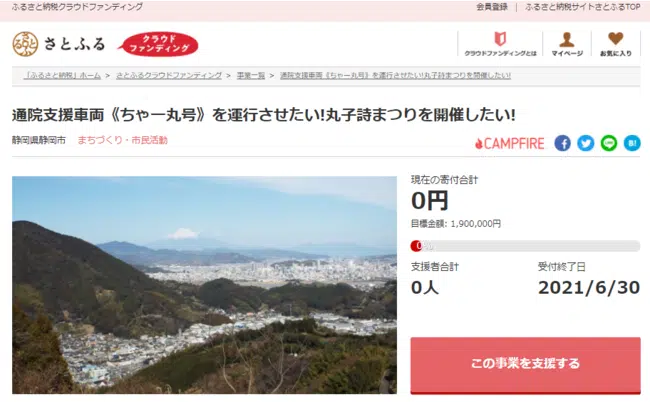 ふるさと納税クラウドファンディング
会員登録 | ふるさと納税サイトさとふるTOP
さとふる クラウド ファンディング
クラウドファンディングとは マイページ お気に入り
「ふるさと納税」ホーム > さとふるクラウドファンディング > 事業一覧 > 通院支援車両《ちゃー丸号》を運行させたい!丸子詩まつりを開催したい!
通院支援車両《ちゃー丸号》を運行させたい!丸子詩まつりを開催したい!
静岡県静岡市 まちづくり・市民活動
CAMPFIRE
現在の寄付合計
0円
目標金額: 1,900,000円
0%
支援者合計 受付終了日
0人 2021/6/30
この事業を支援する